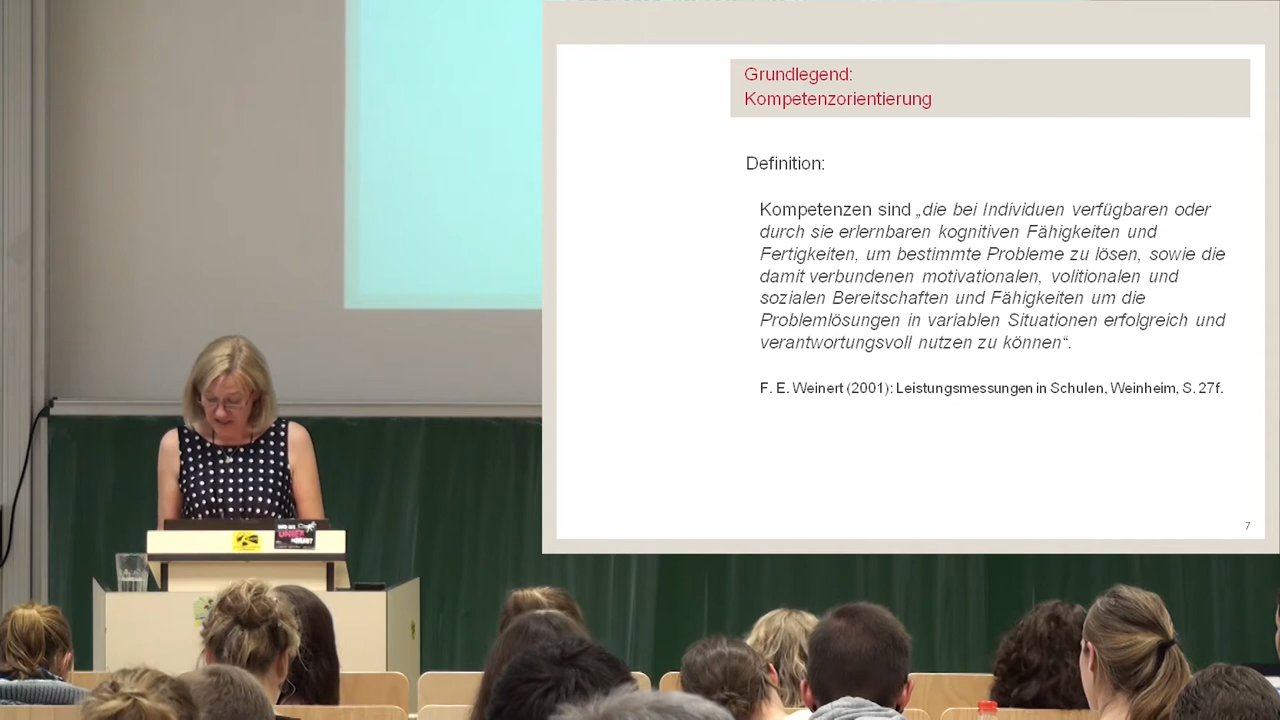 Grundlegend:
Kompetenzorientierung
Definition:
Kompetenzen sind „die bei Individuen verfügbaren oder
durch sie erlernbaren kognitiven Fähigkeiten und
Fertigkeiten, um bestimmte Probleme zu lösen, sowie die
damit verbundenen motivationalen, volitionalen und
sozialen Bereitschaften und Fähigkeiten um die
Problemlösungen in variablen Situationen erfolgreich und
verantwortungsvoll nutzen zu können“.
F. E. Weinert (2001): Leistungsmessungen in Schulen, Weinheim, S. 27f.
7
UNSER